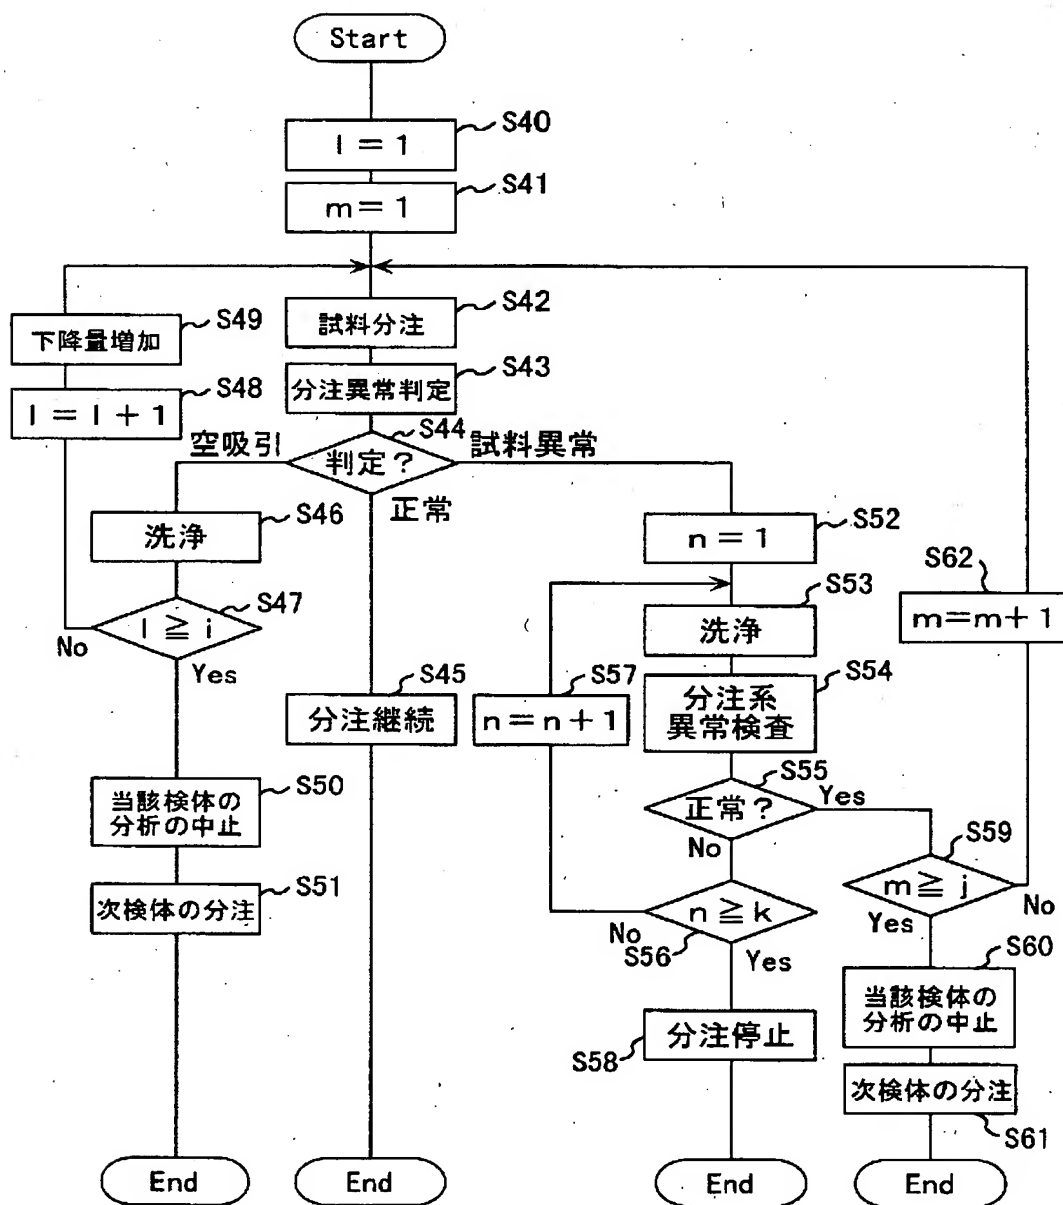 Start
l = 1
S40
m = 1
S41
試料分注
S42
分注異常判定
S43
判定?
S44
空吸引
試料異常
正常
下降量増加
S49
l = l + 1
S48
洗浄
S46
l ≧ i
S47
No
Yes
分注継続
S45
当該検体の
分析の中止
S50
次検体の分注
S51
n = 1
S52
洗浄
S53
分注系
異常検査
S54
正常?
S55
Yes
No
n = n + 1
S57
n ≧ k
S56
No
Yes
分注停止
S58
m = m + 1
S62
m ≧ j
S59
Yes
No
当該検体の
分析の中止
S60
次検体の分注
S61
End
End
End
End